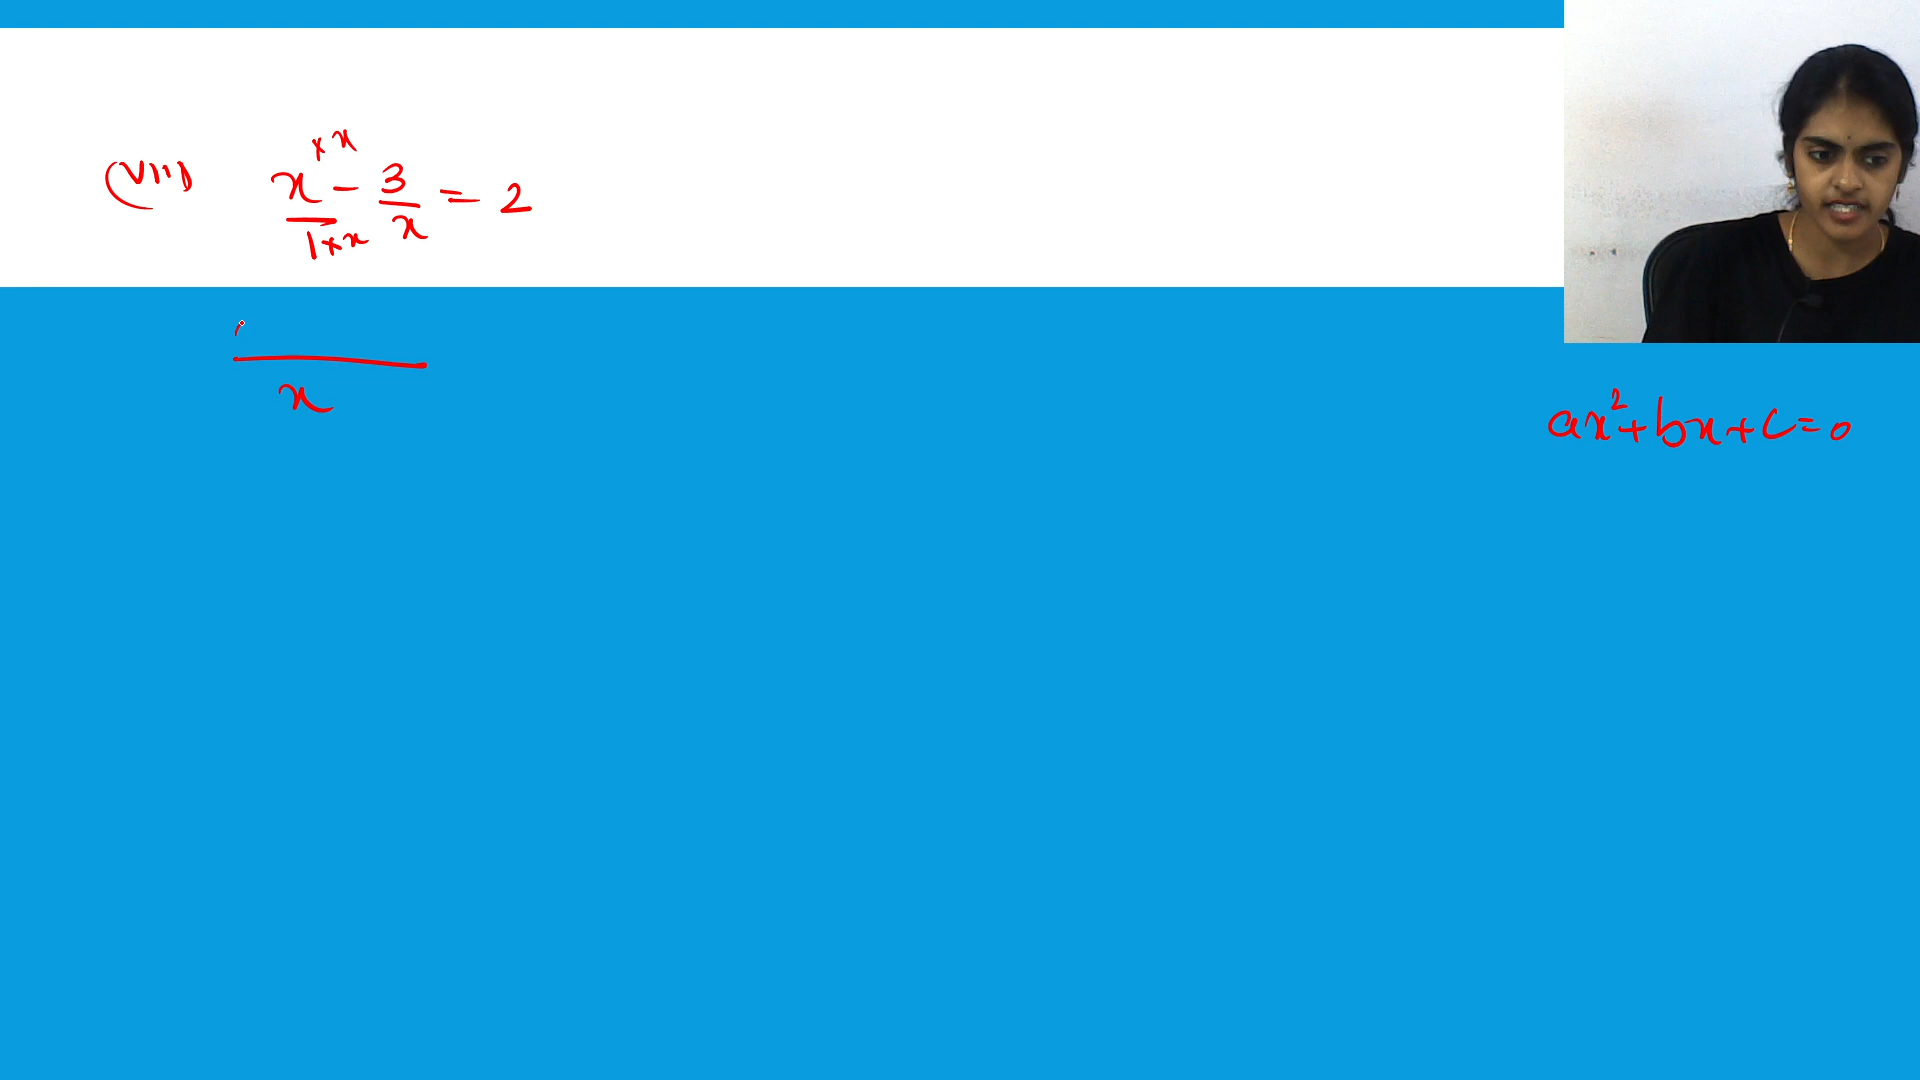 (viii) x/1 × x/x - 3/x = 2
x
ax²+bx+c=0